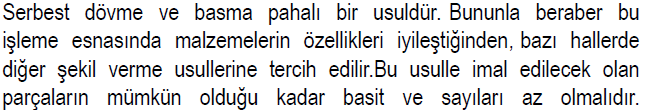 Serbest dövme ve basma pahalı bir usuldür. Bununla beraber bu
işleme esnasında malzemelerin özellikleri iyileştiğinden, bazı hallerde
diğer şekil verme usullerine tercih edilir.Bu usulle imal edilecek olan
parçaların mümkün olduğu kadar basit ve sayıları az olmalıdır.